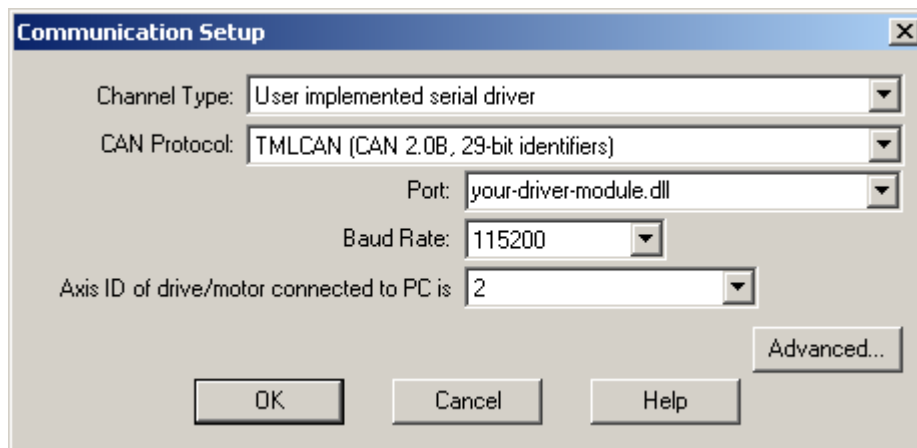 Communication Setup
Channel Type: User implemented serial driver
CAN Protocol: TMLCAN (CAN 2.0B, 29-bit identifiers)
Port: your-driver-module.dll
Baud Rate: 115200
Axis ID of drive/motor connected to PC is 2
Advanced...
OK Cancel Help